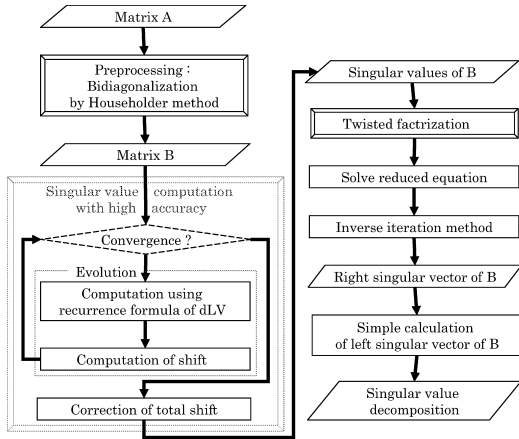 Matrix A
Preprocessing :
Bidiagonalization
by Householder method
Matrix B
Singular value computation
with high accuracy
Convergence ?
Evolution
Computation using
recurrence formula of dLV
Computation of shift
Correction of total shift
Singular values of B
Twisted factrization
Solve reduced equation
Inverse iteration method
Right singular vector of B
Simple calculation
of left singular vector of B
Singular value
decomposition